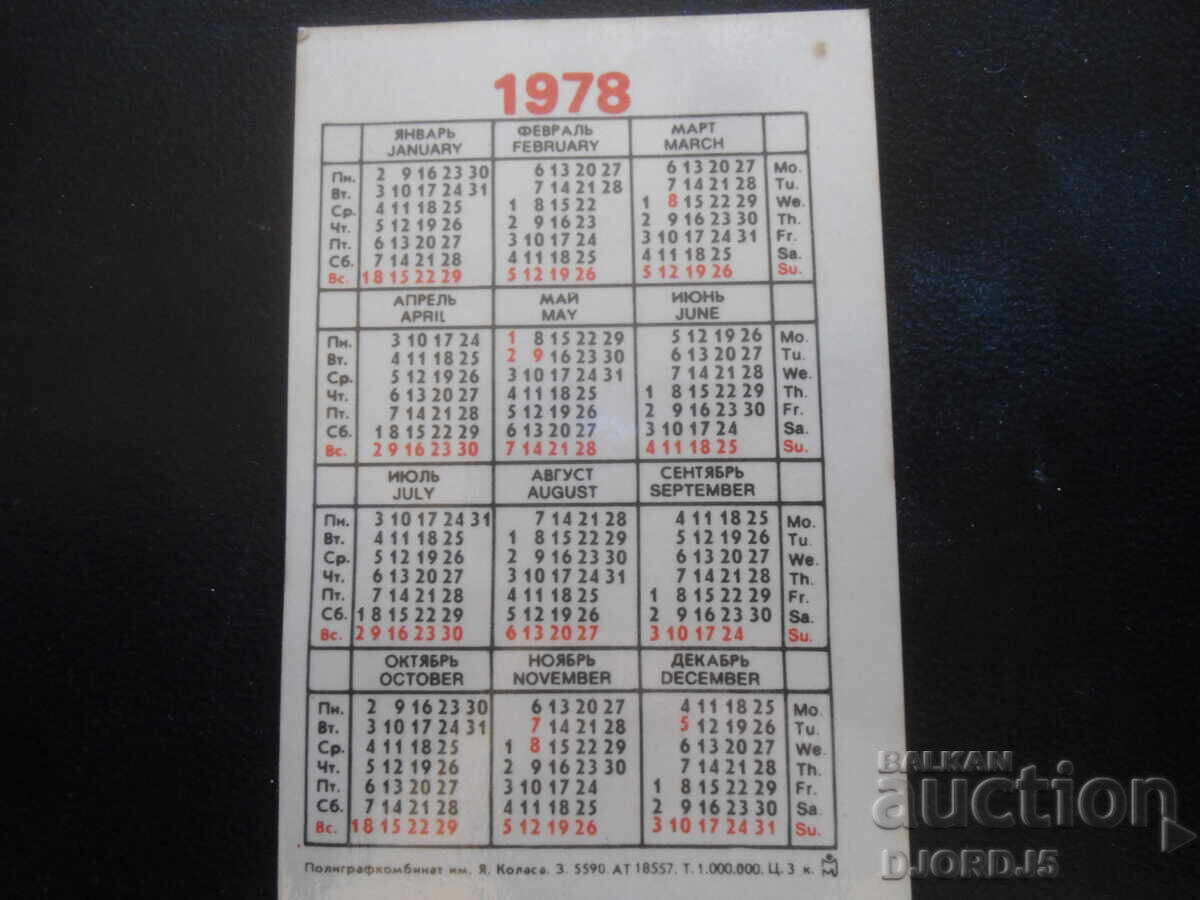 1978
ЯНВАРЬ ФЕВРАЛЬ МАРТ
JANUARY FEBRUARY MARCH
Пн. 2 9 16 23 30 6 13 20 27 6 13 20 27 Mo.
Вт. 3 10 17 24 31 7 14 21 28 7 14 21 28 Tu.
Ср. 4 11 18 25 1 8 15 22 1 8 15 22 29 We.
Чт. 5 12 19 26 2 9 16 23 2 9 16 23 30 Th.
Пт. 6 13 20 27 3 10 17 24 3 10 17 24 31 Fr.
Сб. 7 14 21 28 4 11 18 25 4 11 18 25 Sa.
Вс. 1 8 15 22 29 5 12 19 26 5 12 19 26 Su.
АПРЕЛЬ МАЙ ИЮНЬ
APRIL MAY JUNE
Пн. 3 10 17 24 1 8 15 22 29 5 12 19 26 Mo.
Вт. 4 11 18 25 2 9 16 23 30 6 13 20 27 Tu.
Ср. 5 12 19 26 3 10 17 24 31 7 14 21 28 We.
Чт. 6 13 20 27 4 11 18 25 1 8 15 22 29 Th.
Пт. 7 14 21 28 5 12 19 26 2 9 16 23 30 Fr.
Сб. 1 8 15 22 29 6 13 20 27 3 10 17 24 Sa.
Вс. 2 9 16 23 30 7 14 21 28 4 11 18 25 Su.
ИЮЛЬ АВГУСТ СЕНТЯБРЬ
JULY AUGUST SEPTEMBER
Пн. 3 10 17 24 31 7 14 21 28 4 11 18 25 Mo.
Вт. 4 11 18 25 1 8 15 22 29 5 12 19 26 Tu.
Ср. 5 12 19 26 2 9 16 23 30 6 13 20 27 We.
Чт. 6 13 20 27 3 10 17 24 31 7 14 21 28 Th.
Пт. 7 14 21 28 4 11 18 25 1 8 15 22 29 Fr.
Сб. 1 8 15 22 29 5 12 19 26 2 9 16 23 30 Sa.
Вс. 2 9 16 23 30 6 13 20 27 3 10 17 24 Su.
ОКТЯБРЬ НОЯБРЬ ДЕКАБРЬ
OCTOBER NOVEMBER DECEMBER
Пн. 2 9 16 23 30 6 13 20 27 4 11 18 25 Mo.
Вт. 3 10 17 24 31 7 14 21 28 5 12 19 26 Tu.
Ср. 4 11 18 25 1 8 15 22 29 6 13 20 27 We.
Чт. 5 12 19 26 2 9 16 23 30 7 14 21 28 Th.
Пт. 6 13 20 27 3 10 17 24 1 8 15 22 29 Fr.
Сб. 7 14 21 28 4 11 18 25 2 9 16 23 30 Sa.
Вс. 1 8 15 22 29 5 12 19 26 3 10 17 24 31 Su.
Полиграфкомбинат им. Я. Коласа. З. 5590. АТ 18557. Т. 1.000.000. Ц. 3 к.
BALKAN
auction
DJORDJ5